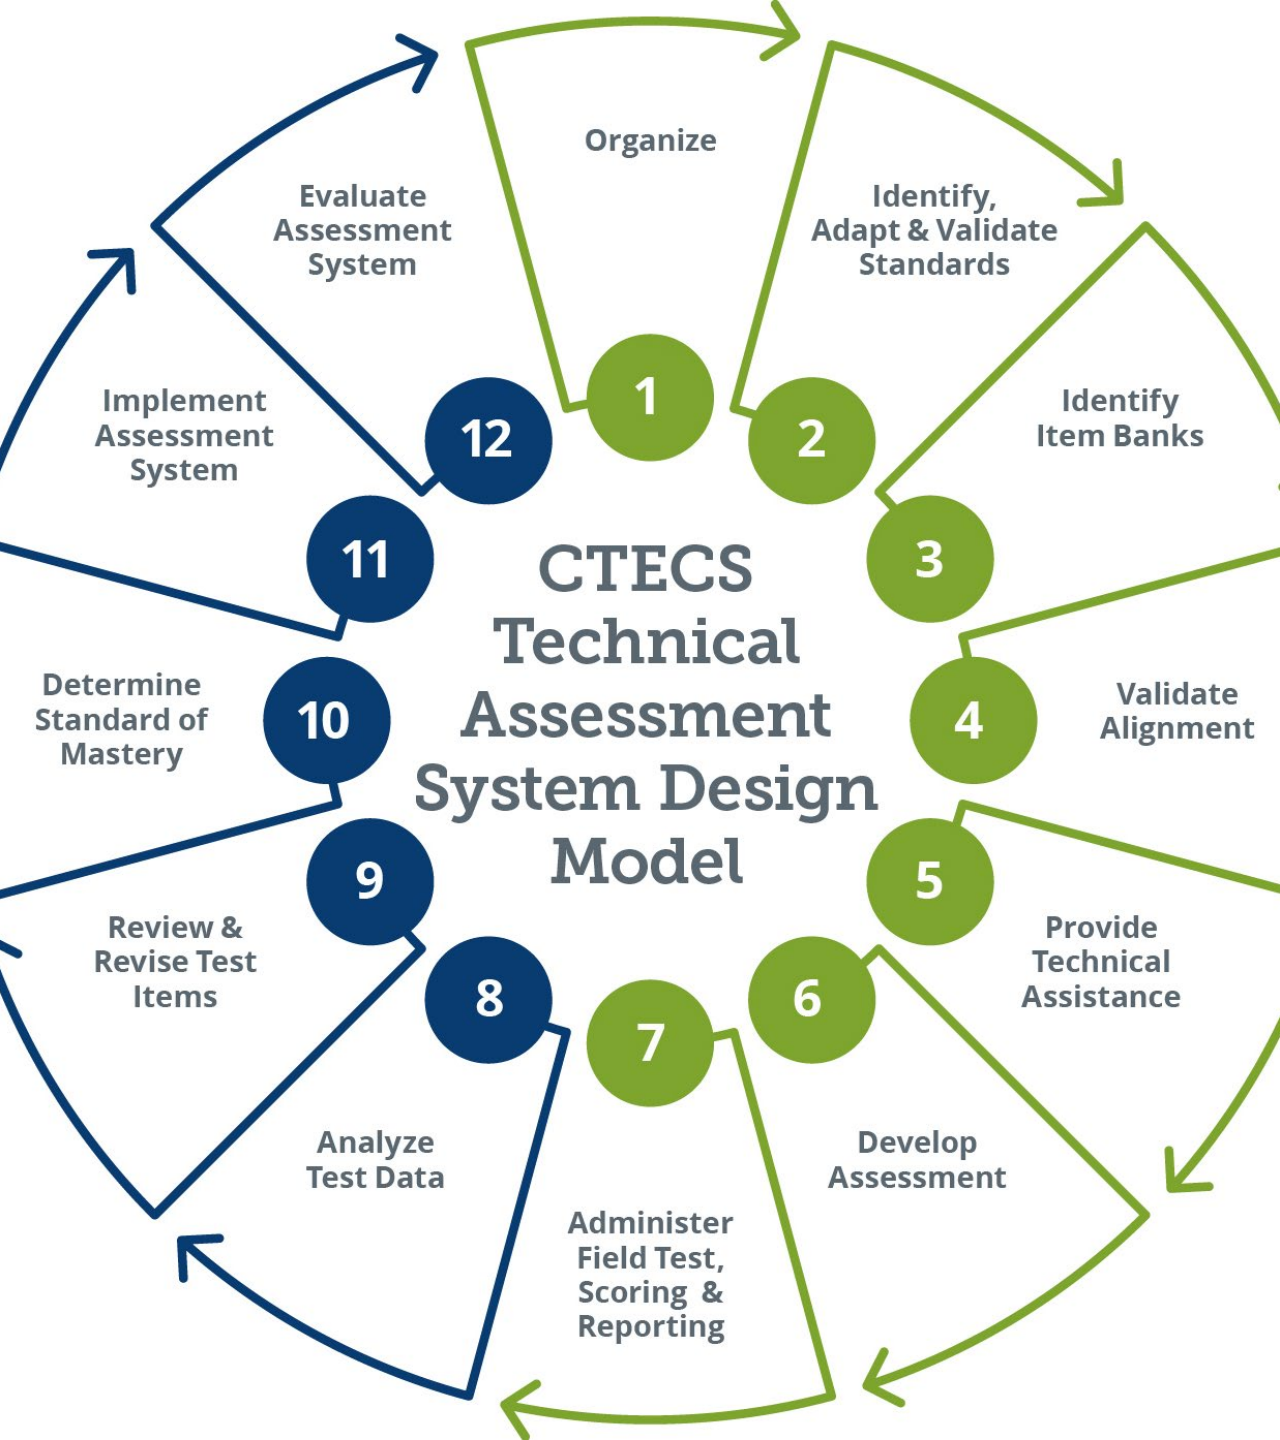 Organize
1
Identify,
Adapt & Validate
Standards
2
Identify
Item Banks
3
Validate
Alignment
4
Provide
Technical
Assistance
5
Develop
Assessment
6
Administer
Field Test,
Scoring &
Reporting
7
Analyze
Test Data
8
Review &
Revise Test
Items
9
Determine
Standard of
Mastery
10
Implement
Assessment
System
11
Evaluate
Assessment
System
12
CTECS
Technical
Assessment
System Design
Model